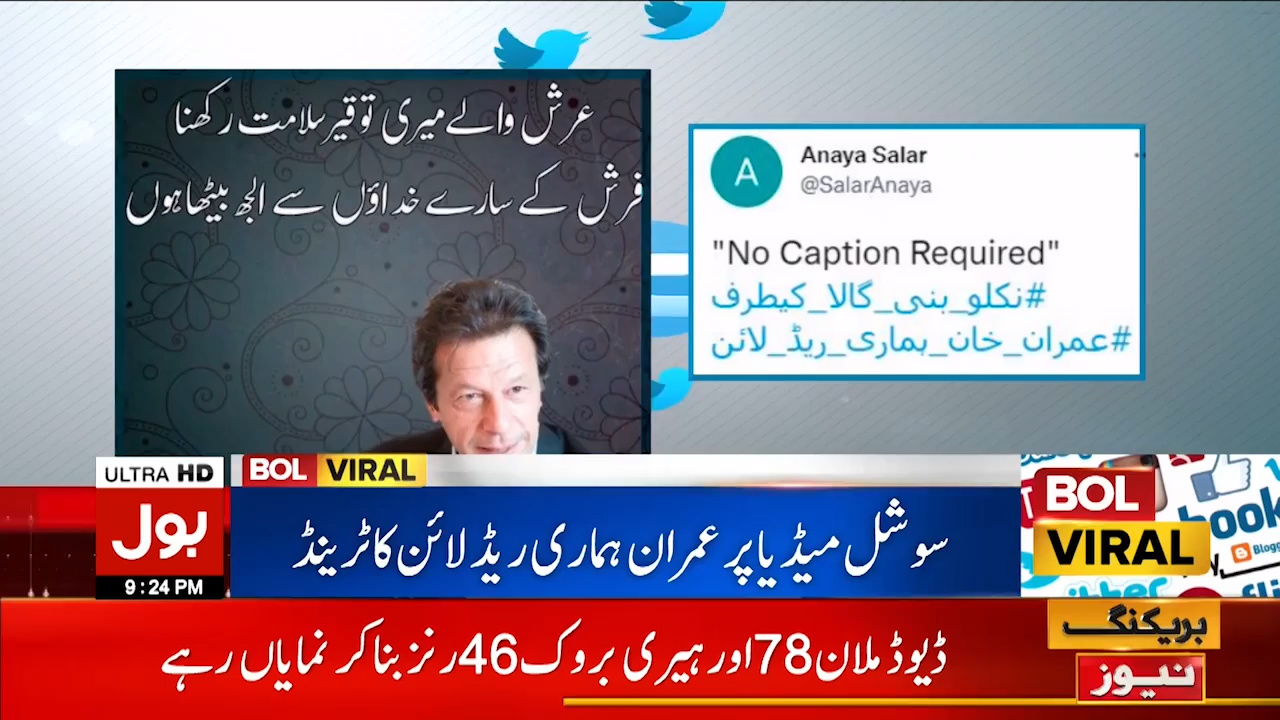 عرش والے میری توقیر سلامت رکھنا
فرش کے سارے خداؤں سے الجھ بیٹھا ہوں
A
Anaya Salar
@SalarAnaya
"No Caption Required"
#نکلو_بنی_گالا_کیطرف
#عمران_خان_ہماری_ریڈ_لائن
ULTRA HD
BOL VIRAL
بول
9:24 PM
سوشل میڈیا پر عمران ہماری ریڈ لائن کا ٹرینڈ
BOL
VIRAL
book
Blogg
بریکنگ
نیوز
ڈیوڈ ملان 78 اور ہیری بروک 46 رنز بنا کر نمایاں رہے